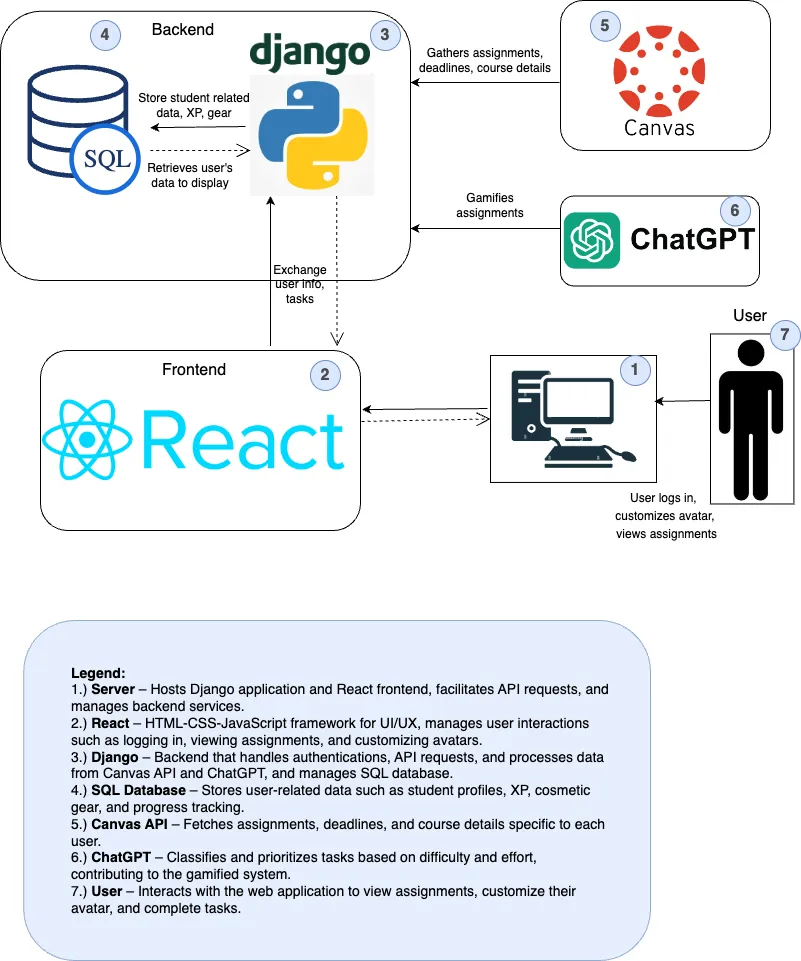 Backend
4
3
5
django
Canvas
Gathers assignments,
deadlines, course details
Store student related
data, XP, gear
SQL
Retrieves user's
data to display
Gamifies
assignments
6
ChatGPT
Exchange
user info,
tasks
User
7
Frontend
2
1
React
User logs in,
customizes avatar,
views assignments
Legend:
1.) Server – Hosts Django application and React frontend, facilitates API requests, and
manages backend services.
2.) React – HTML-CSS-JavaScript framework for UI/UX, manages user interactions
such as logging in, viewing assignments, and customizing avatars.
3.) Django – Backend that handles authentications, API requests, and processes data
from Canvas API and ChatGPT, and manages SQL database.
4.) SQL Database – Stores user-related data such as student profiles, XP, cosmetic
gear, and progress tracking.
5.) Canvas API – Fetches assignments, deadlines, and course details specific to each
user.
6.) ChatGPT – Classifies and prioritizes tasks based on difficulty and effort,
contributing to the gamified system.
7.) User – Interacts with the web application to view assignments, customize their
avatar, and complete tasks.